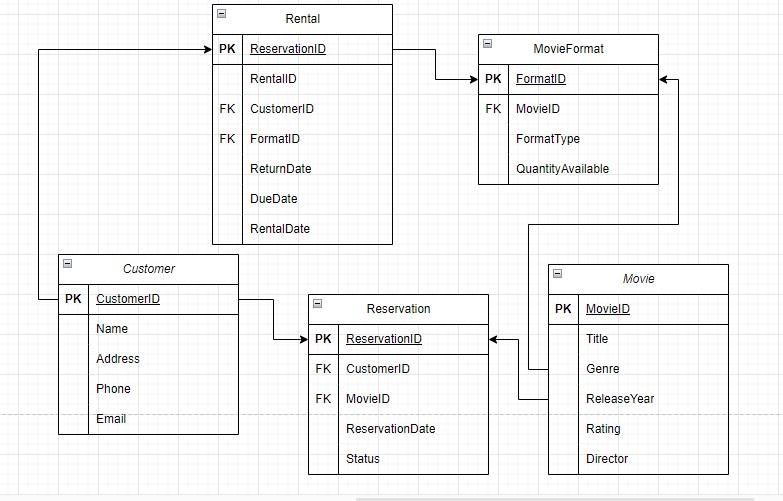 Rental
PK ReservationID
RentalID
FK CustomerID
FK FormatID
ReturnDate
DueDate
RentalDate
MovieFormat
PK FormatID
FK MovieID
FormatType
QuantityAvailable
Customer
PK CustomerID
Name
Address
Phone
Email
Reservation
PK ReservationID
FK CustomerID
FK MovieID
ReservationDate
Status
Movie
PK MovieID
Title
Genre
ReleaseYear
Rating
Director